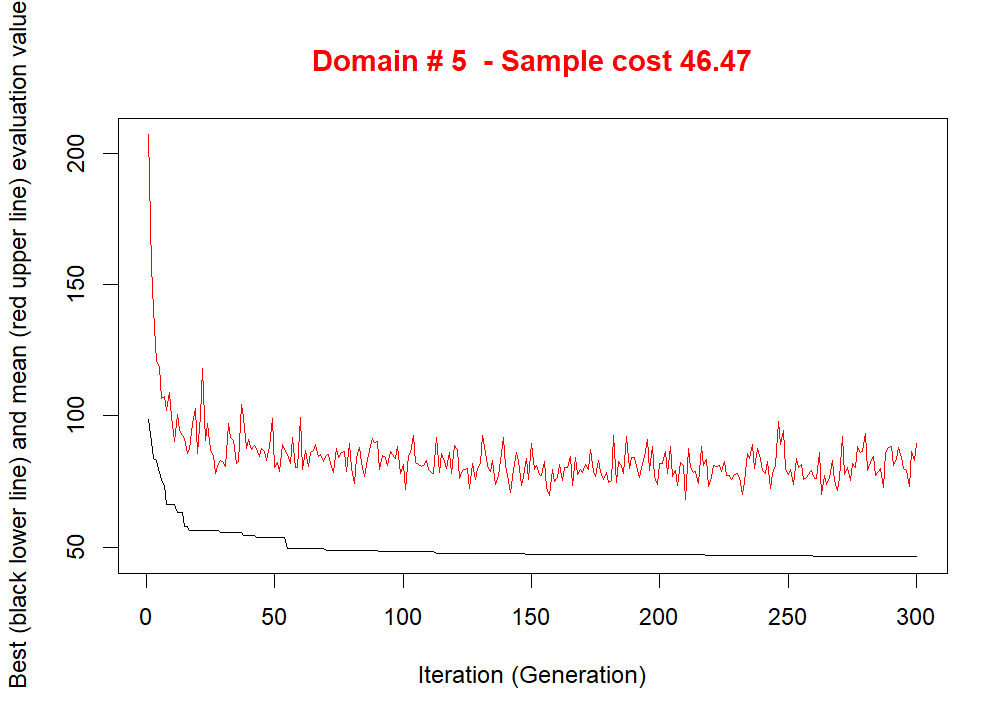 Domain # 5  - Sample cost 46.47
Best (black lower line) and mean (red upper line) evaluation value
200
150
100
50
0 50 100 150 200 250 300
Iteration (Generation)